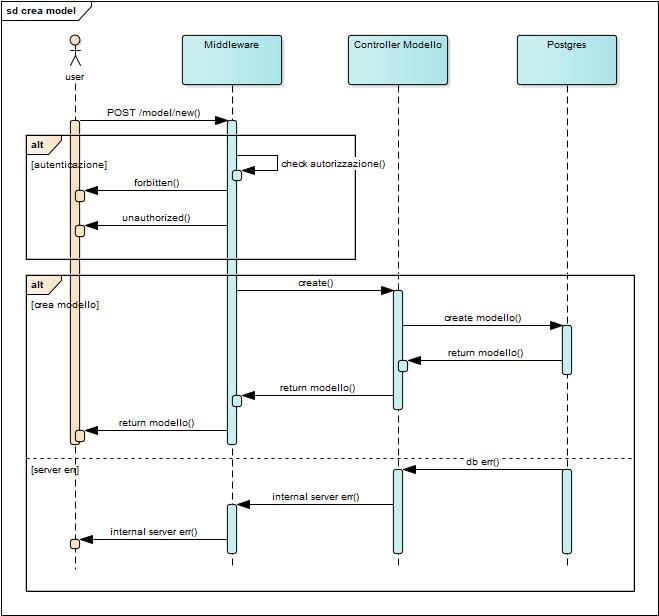 sd crea model
user
Middleware
Controller Modello
Postgres
POST /model/new()
alt
[autenticazione]
check autorizzazione()
forbitten()
unauthorized()
alt
[crea modello]
create()
create modello()
return modello()
return modello()
return modello()
[server err]
db err()
internal server err()
internal server err()